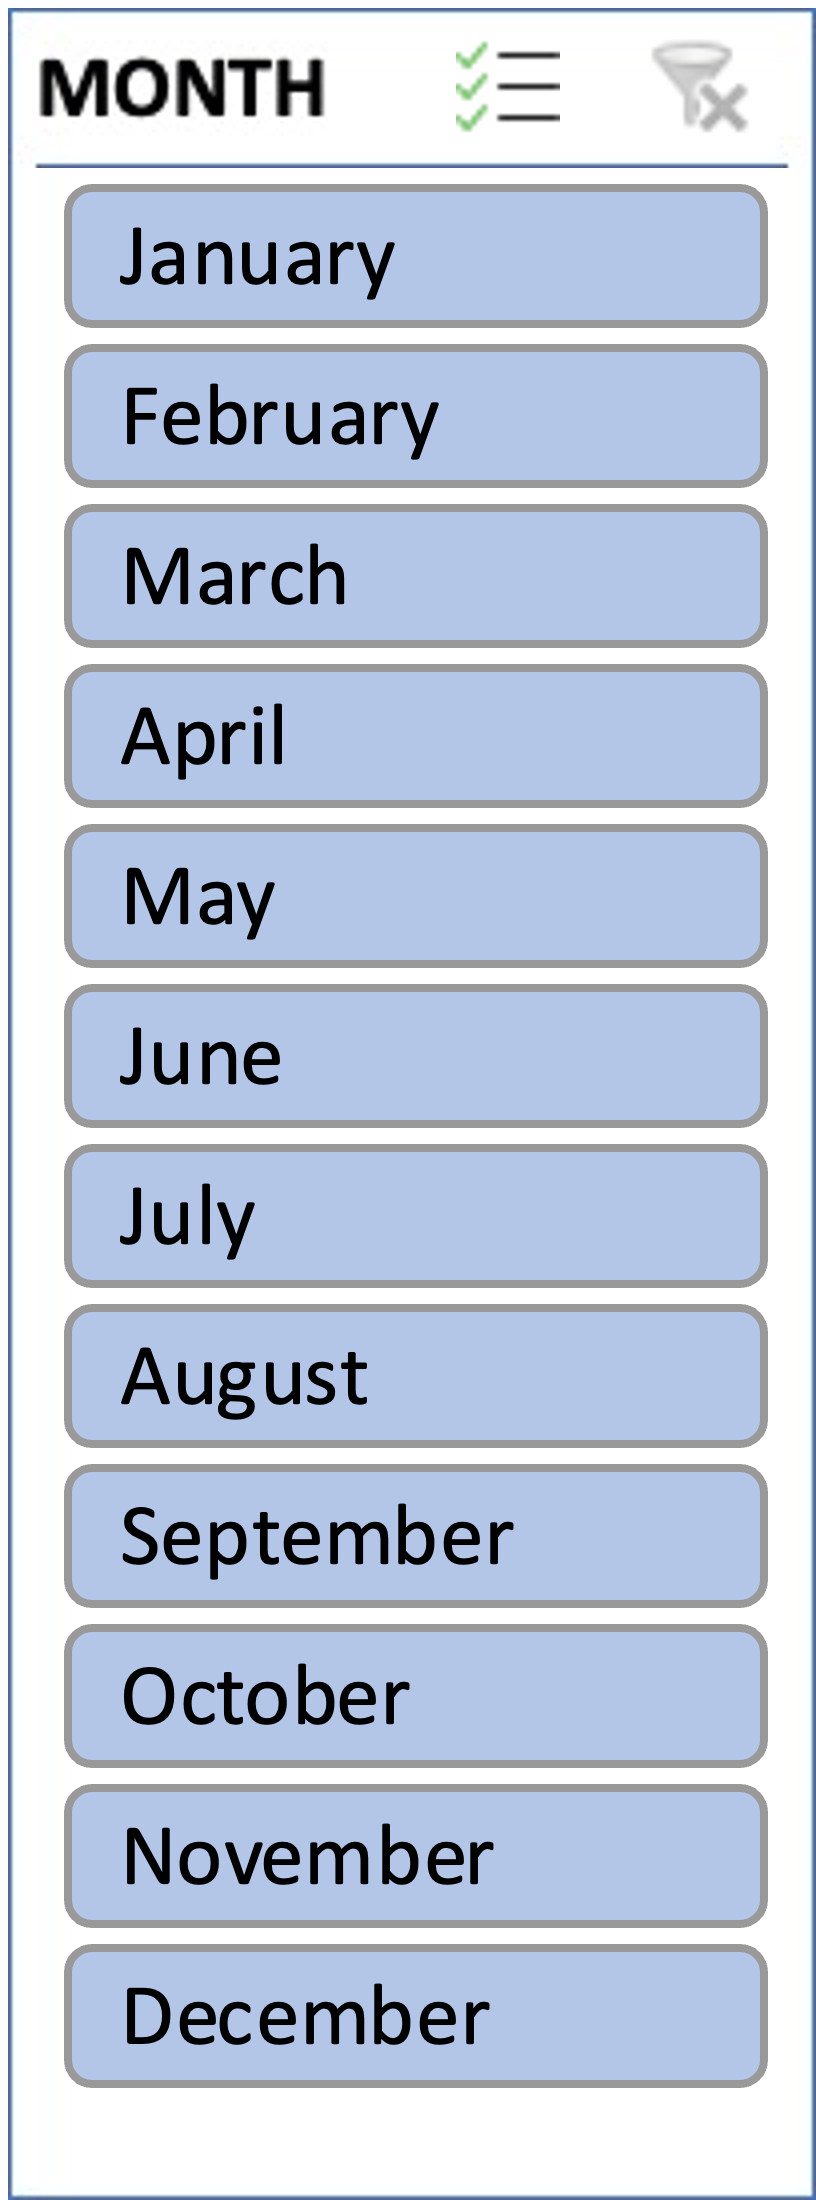 MONTH
January
February
March
April
May
June
July
August
September
October
November
December